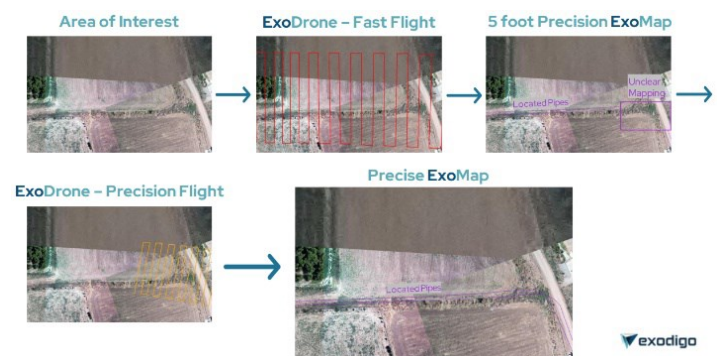 Area of Interest
ExoDrone – Fast Flight
5 foot Precision ExoMap
Unclear
Mapping
Located Pipes
ExoDrone – Precision Flight
Precise ExoMap
Located Pipes
exodigo